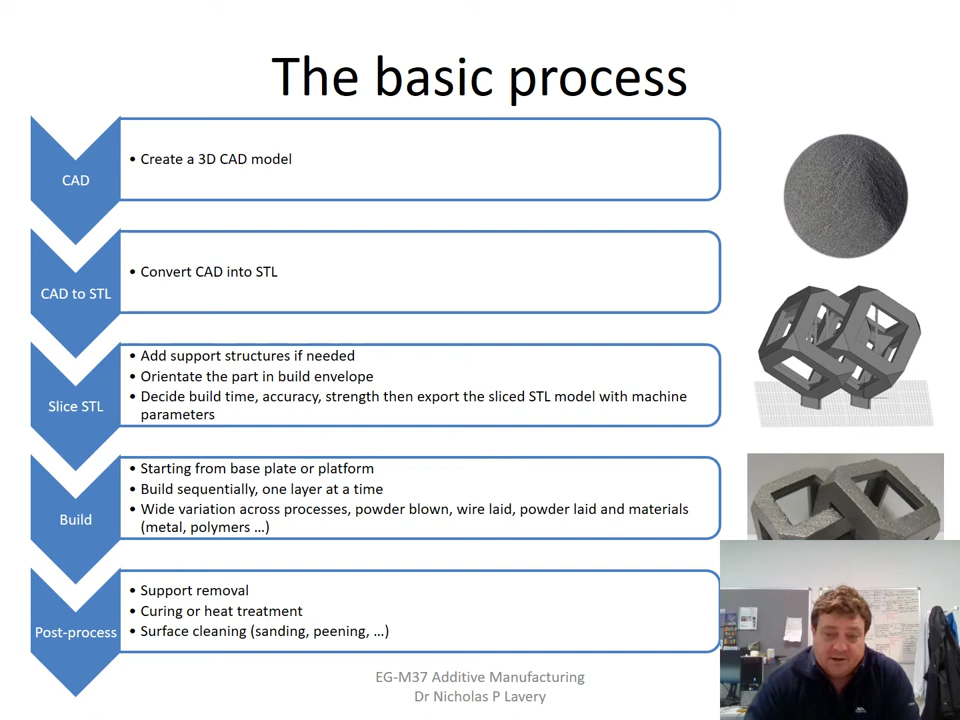 The basic process
CAD
• Create a 3D CAD model
CAD to STL
• Convert CAD into STL
Slice STL
• Add support structures if needed
• Orientate the part in build envelope
• Decide build time, accuracy, strength then export the sliced STL model with machine
parameters
Build
• Starting from base plate or platform
• Build sequentially, one layer at a time
• Wide variation across processes, powder blown, wire laid, powder laid and materials
(metal, polymers ...)
Post-process
• Support removal
• Curing or heat treatment
• Surface cleaning (sanding, peening, ...)
EG-M37 Additive Manufacturing
Dr Nicholas P Lavery